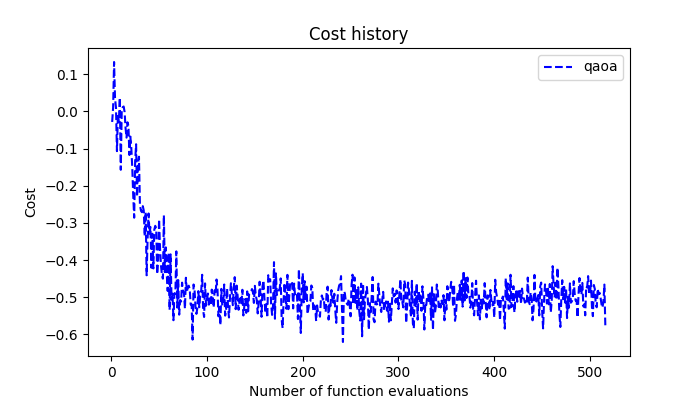 Cost history
qaoa
Cost
0.1
0.0
−0.1
−0.2
−0.3
−0.4
−0.5
−0.6
0 100 200 300 400 500
Number of function evaluations